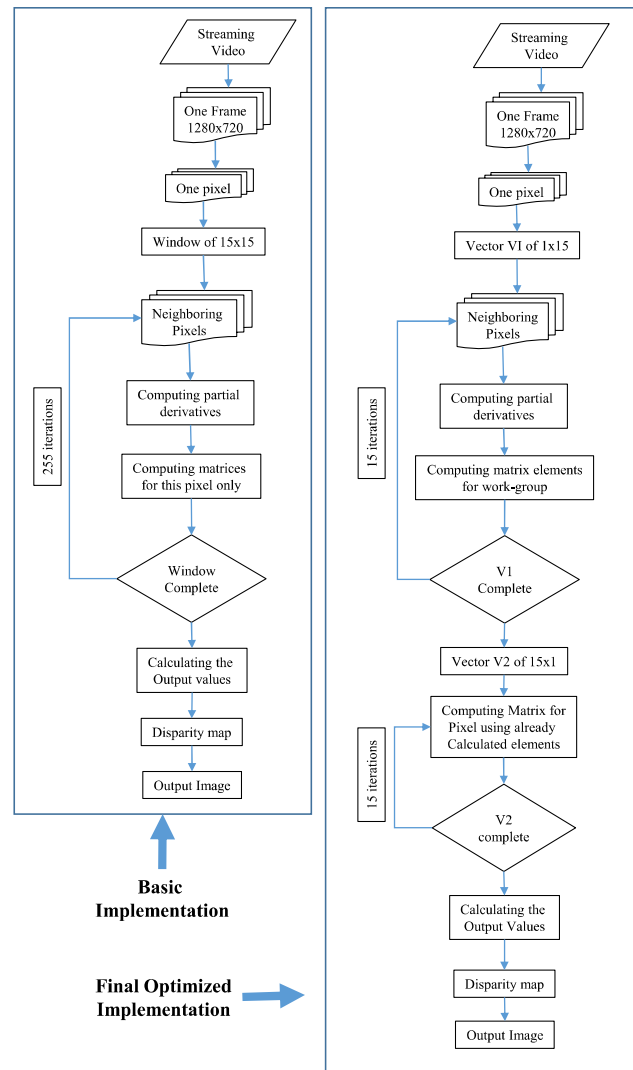 Streaming
Video
One Frame
1280x720
One pixel
Window of 15x15
Neighboring
Pixels
255 iterations
Computing partial
derivatives
Computing matrices
for this pixel only
Window
Complete
Calculating the
Output values
Disparity map
Output Image
Basic
Implementation
Final Optimized
Implementation
Streaming
Video
One Frame
1280x720
One pixel
Vector VI of 1x15
Neighboring
Pixels
15 iterations
Computing partial
derivatives
Computing matrix elements
for work-group
V1
Complete
Vector V2 of 15x1
Computing Matrix for
Pixel using already
Calculated elements
15 iterations
V2
complete
Calculating the
Output Values
Disparity map
Output Image